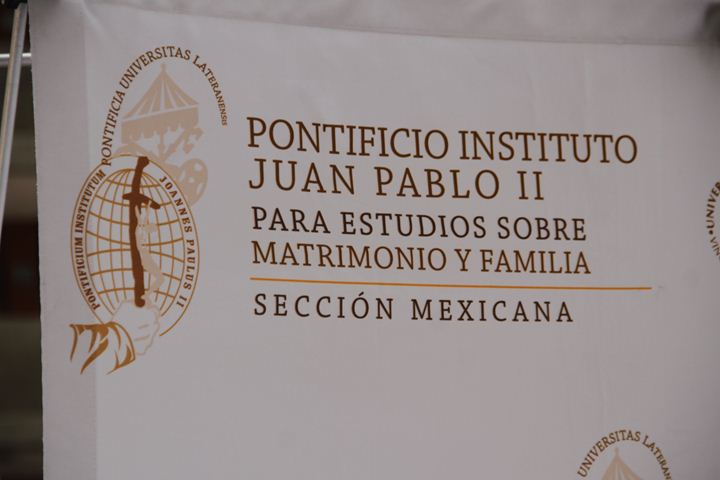 PONTIFICIA UNIVERSITAS LATERANENSIS
PONTIFICIUM INSTITUTUM
JOANNES PAULUS II
PONTIFICIO INSTITUTO
JUAN PABLO II
PARA ESTUDIOS SOBRE
MATRIMONIO Y FAMILIA
SECCIÓN MEXICANA
UNIVERSITAS LATER